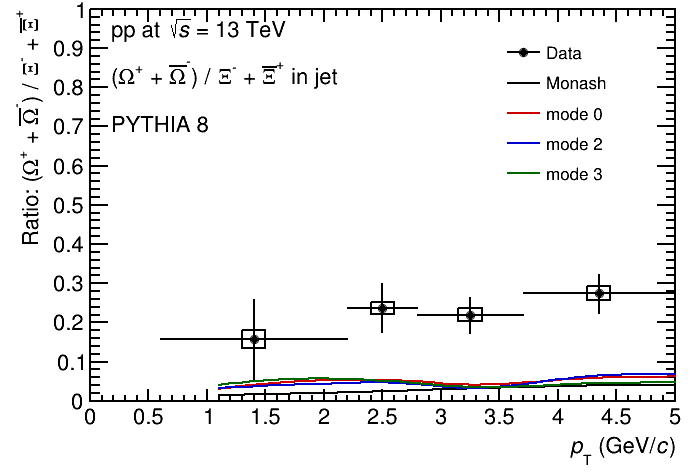 Ratio: (Ω⁺ + Ω̅⁻) / Ξ⁻ + Ξ̅⁺
1
0.9
0.8
0.7
0.6
0.5
0.4
0.3
0.2
0.1
0
pp at √s = 13 TeV
(Ω⁺ + Ω̅⁻) / Ξ⁻ + Ξ̅⁺ in jet
PYTHIA 8
Data
Monash
mode 0
mode 2
mode 3
0 0.5 1 1.5 2 2.5 3 3.5 4 4.5 5
p_T (GeV/c)